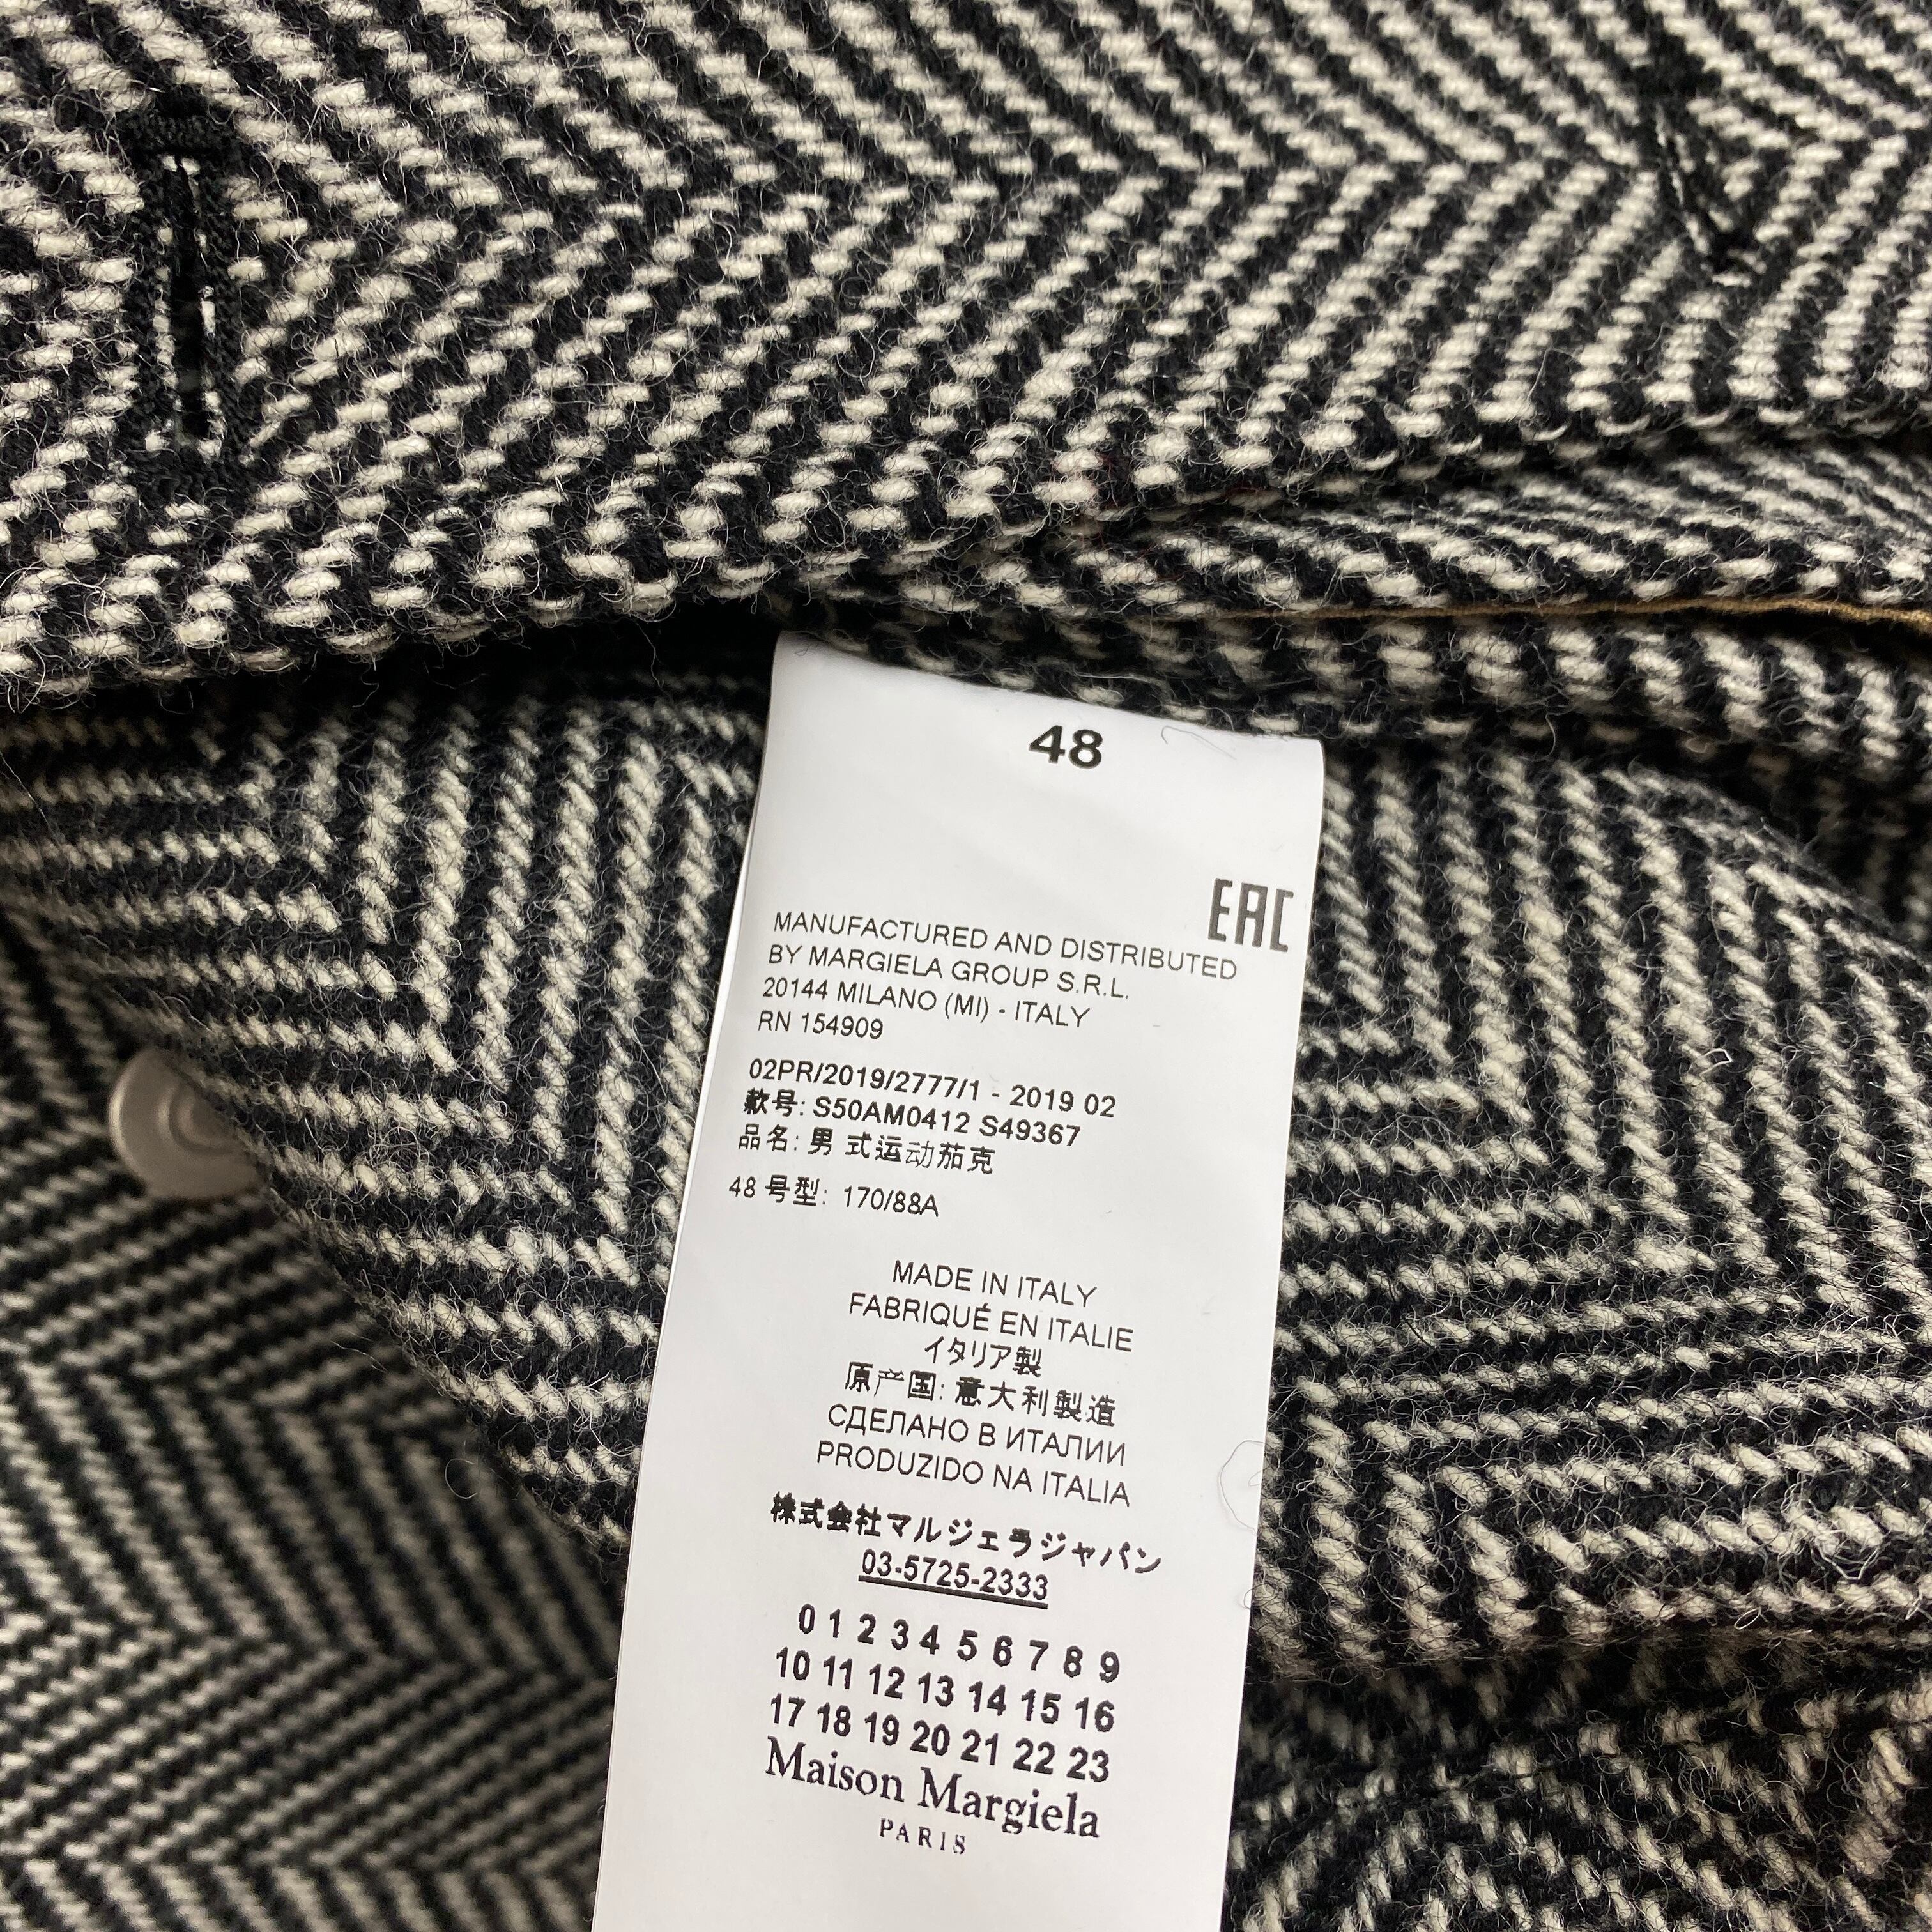 48
EAC
MANUFACTURED AND DISTRIBUTED
BY MARGIELA GROUP S.R.L.
20144 MILANO (MI) - ITALY
RN 154909
02PR/2019/2777/1 - 2019 02
款号: S50AM0412 S49367
品名: 男 式运动茄克
48 号型: 170/88A
MADE IN ITALY
FABRIQUÉ EN ITALIE
イタリア製
原产国: 意大利製造
СДЕЛАНО В ИТАЛИИ
PRODUZIDO NA ITALIA
株式会社マルジェラジャパン
03-5725-2333
0 1 2 3 4 5 6 7 8 9
10 11 12 13 14 15 16
17 18 19 20 21 22 23
Maison Margiela
PARIS